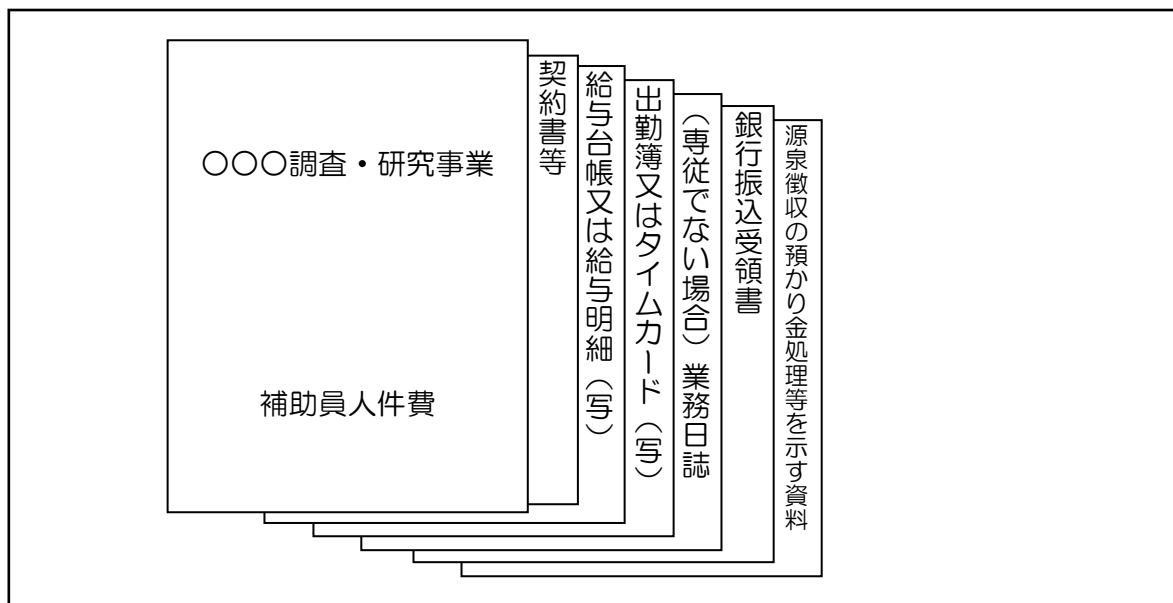 〇〇〇調査・研究事業
補助員人件費
契約書等
給与台帳又は給与明細（写）
出勤簿又はタイムカード（写）
（専従でない場合）業務日誌
銀行振込受領書
源泉徴収の預かり金処理等を示す資料